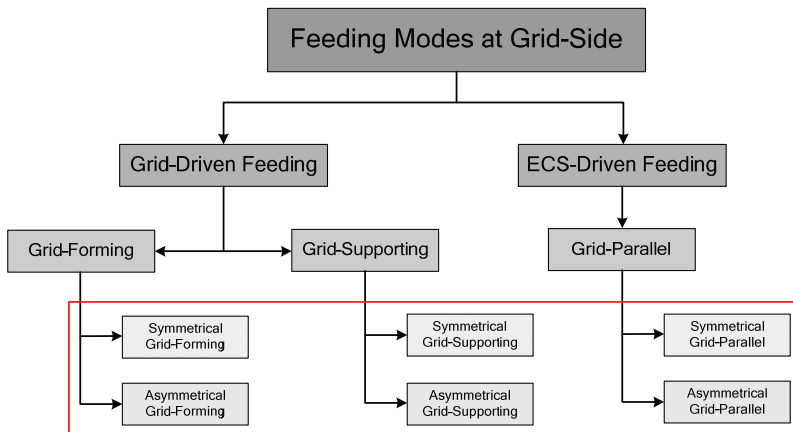 Feeding Modes at Grid-Side
Grid-Driven Feeding
ECS-Driven Feeding
Grid-Forming
Grid-Supporting
Grid-Parallel
Symmetrical
Grid-Forming
Symmetrical
Grid-Supporting
Symmetrical
Grid-Parallel
Asymmetrical
Grid-Forming
Asymmetrical
Grid-Supporting
Asymmetrical
Grid-Parallel